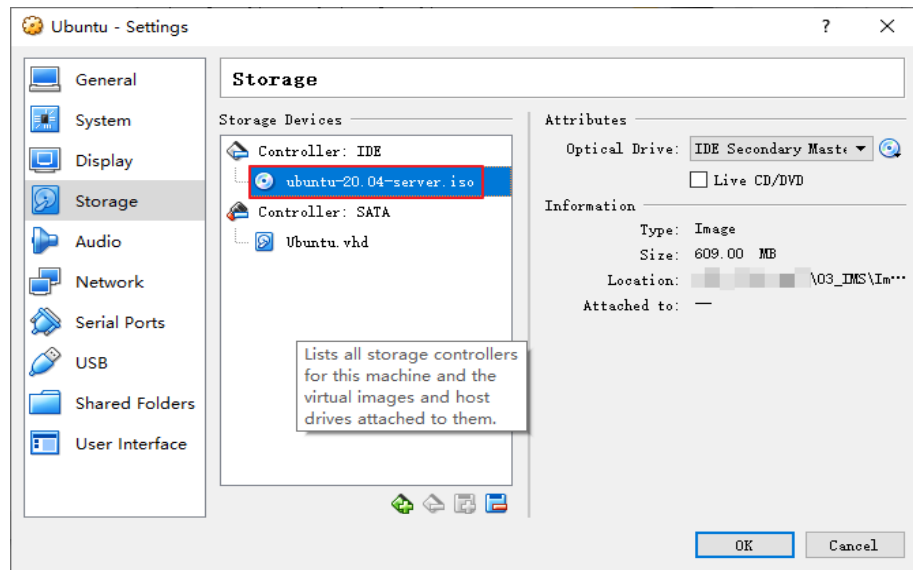 Ubuntu - Settings
?
General
System
Display
Storage
Audio
Network
Serial Ports
USB
Shared Folders
User Interface
Storage
Storage Devices
Controller: IDE
ubuntu-20.04-server.iso
Controller: SATA
Ubuntu.vhd
Lists all storage controllers
for this machine and the
virtual images and host
drives attached to them.
Attributes
Optical Drive: IDE Secondary Maste
Live CD/DVD
Information
Type: Image
Size: 609.00 MB
Location: \03_IMS\Im···
Attached to: —
OK Cancel